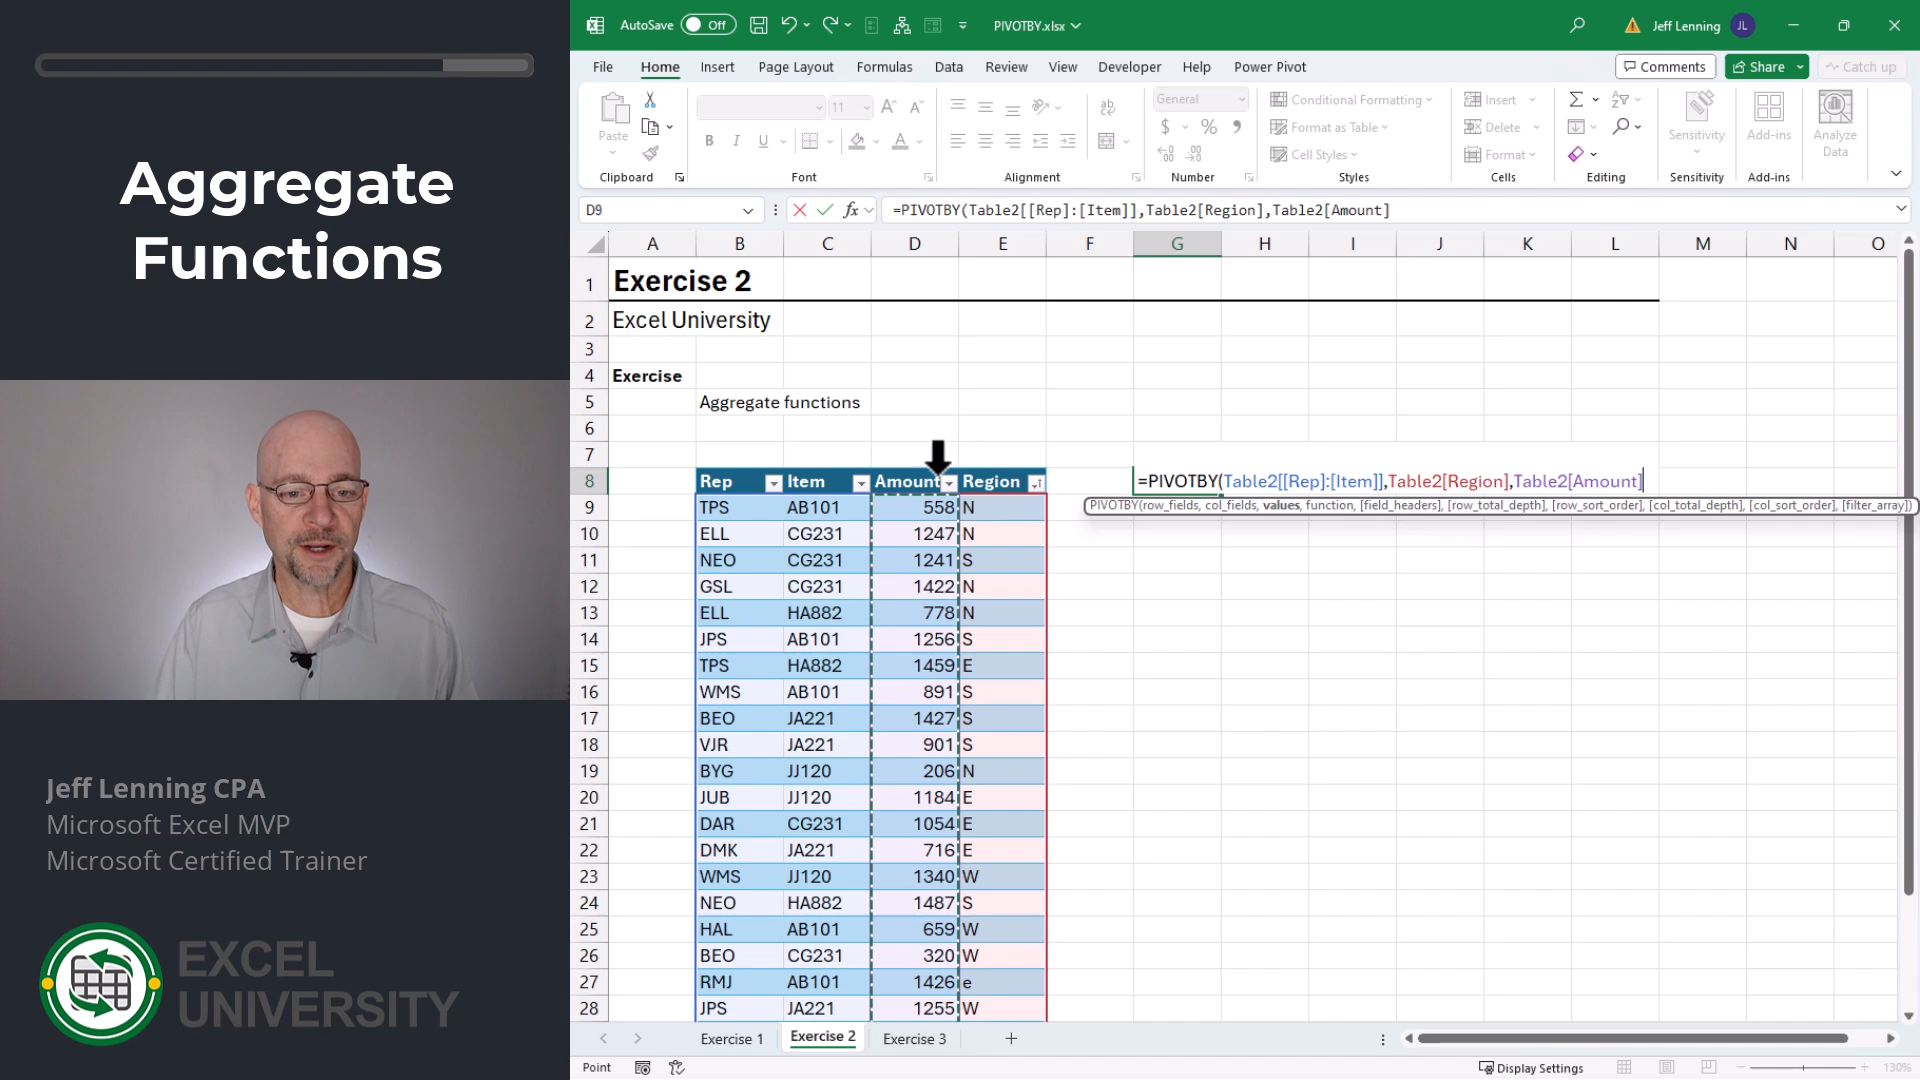 Aggregate
Functions
Jeff Lenning CPA
Microsoft Excel MVP
Microsoft Certified Trainer
EXCEL
UNIVERSITY
AutoSave Off PIVOTBY.xlsx Jeff Lenning JL
File Home Insert Page Layout Formulas Data Review View Developer Help Power Pivot Comments Share Catch up
Paste
11
B I U
ab
General
$ % 9
Conditional Formatting
Format as Table
Cell Styles
Insert
Delete
Format
Sensitivity
Add-ins
Analyze
Data
Clipboard Font Alignment Number Styles Cells Editing Sensitivity Add-ins
D9 fx =PIVOTBY(Table2[[Rep]:[Item]],Table2[Region],Table2[Amount]
A B C D E F G H I J K L M N O
1 Exercise 2
2 Excel University
3
4 Exercise
5 Aggregate functions
6
7
8 Rep Item Amount Region =PIVOTBY(Table2[[Rep]:[Item]],Table2[Region],Table2[Amount]
PIVOTBY(row_fields, col_fields, values, function, [field_headers], [row_total_depth], [row_sort_order], [col_total_depth], [col_sort_order], [filter_array])
9 TPS AB101 558 N
10 ELL CG231 1247 N
11 NEO CG231 1241 S
12 GSL CG231 1422 N
13 ELL HA882 778 N
14 JPS AB101 1256 S
15 TPS HA882 1459 E
16 WMS AB101 891 S
17 BEO JA221 1427 S
18 VJR JA221 901 S
19 BYG JJ120 206 N
20 JUB JJ120 1184 E
21 DAR CG231 1054 E
22 DMK JA221 716 E
23 WMS JJ120 1340 W
24 NEO HA882 1487 S
25 HAL AB101 659 W
26 BEO CG231 320 W
27 RMJ AB101 1426 e
28 JPS JA221 1255 W
Exercise 1 Exercise 2 Exercise 3
Point Display Settings 130%